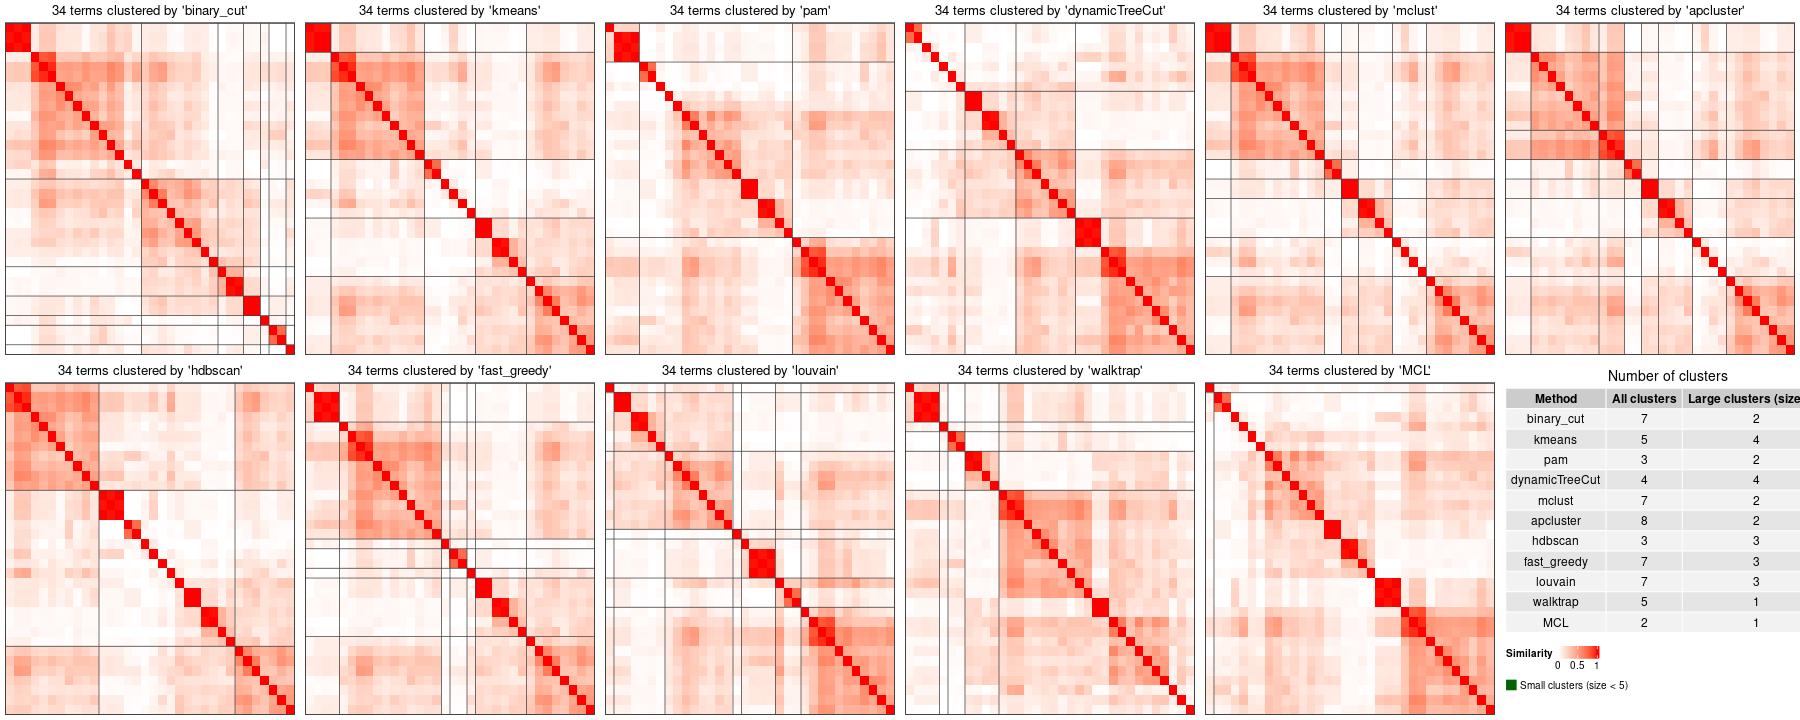 34 terms clustered by 'binary_cut'
34 terms clustered by 'kmeans'
34 terms clustered by 'pam'
34 terms clustered by 'dynamicTreeCut'
34 terms clustered by 'mclust'
34 terms clustered by 'apcluster'
34 terms clustered by 'hdbscan'
34 terms clustered by 'fast_greedy'
34 terms clustered by 'louvain'
34 terms clustered by 'walktrap'
34 terms clustered by 'MCL'
Number of clusters
Method All clusters Large clusters (size
binary_cut 7 2
kmeans 5 4
pam 3 2
dynamicTreeCut 4 4
mclust 7 2
apcluster 8 2
hdbscan 3 3
fast_greedy 7 3
louvain 7 3
walktrap 5 1
MCL 2 1
Similarity
0 0.5 1
Small clusters (size < 5)